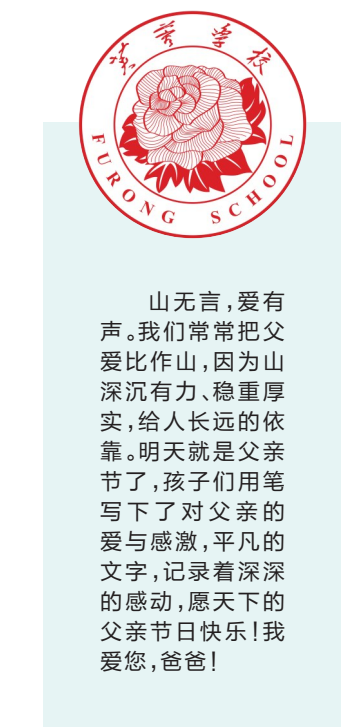 芙蓉学校
FURONG SCHOOL
山无言,爱有
声。我们常常把父
爱比作山,因为山
深沉有力、稳重厚
实,给人长远的依
靠。明天就是父亲
节了,孩子们用笔
写下了对父亲的
爱与感激,平凡的
文字,记录着深深
的感动,愿天下的
父亲节日快乐!我
爱您,爸爸!